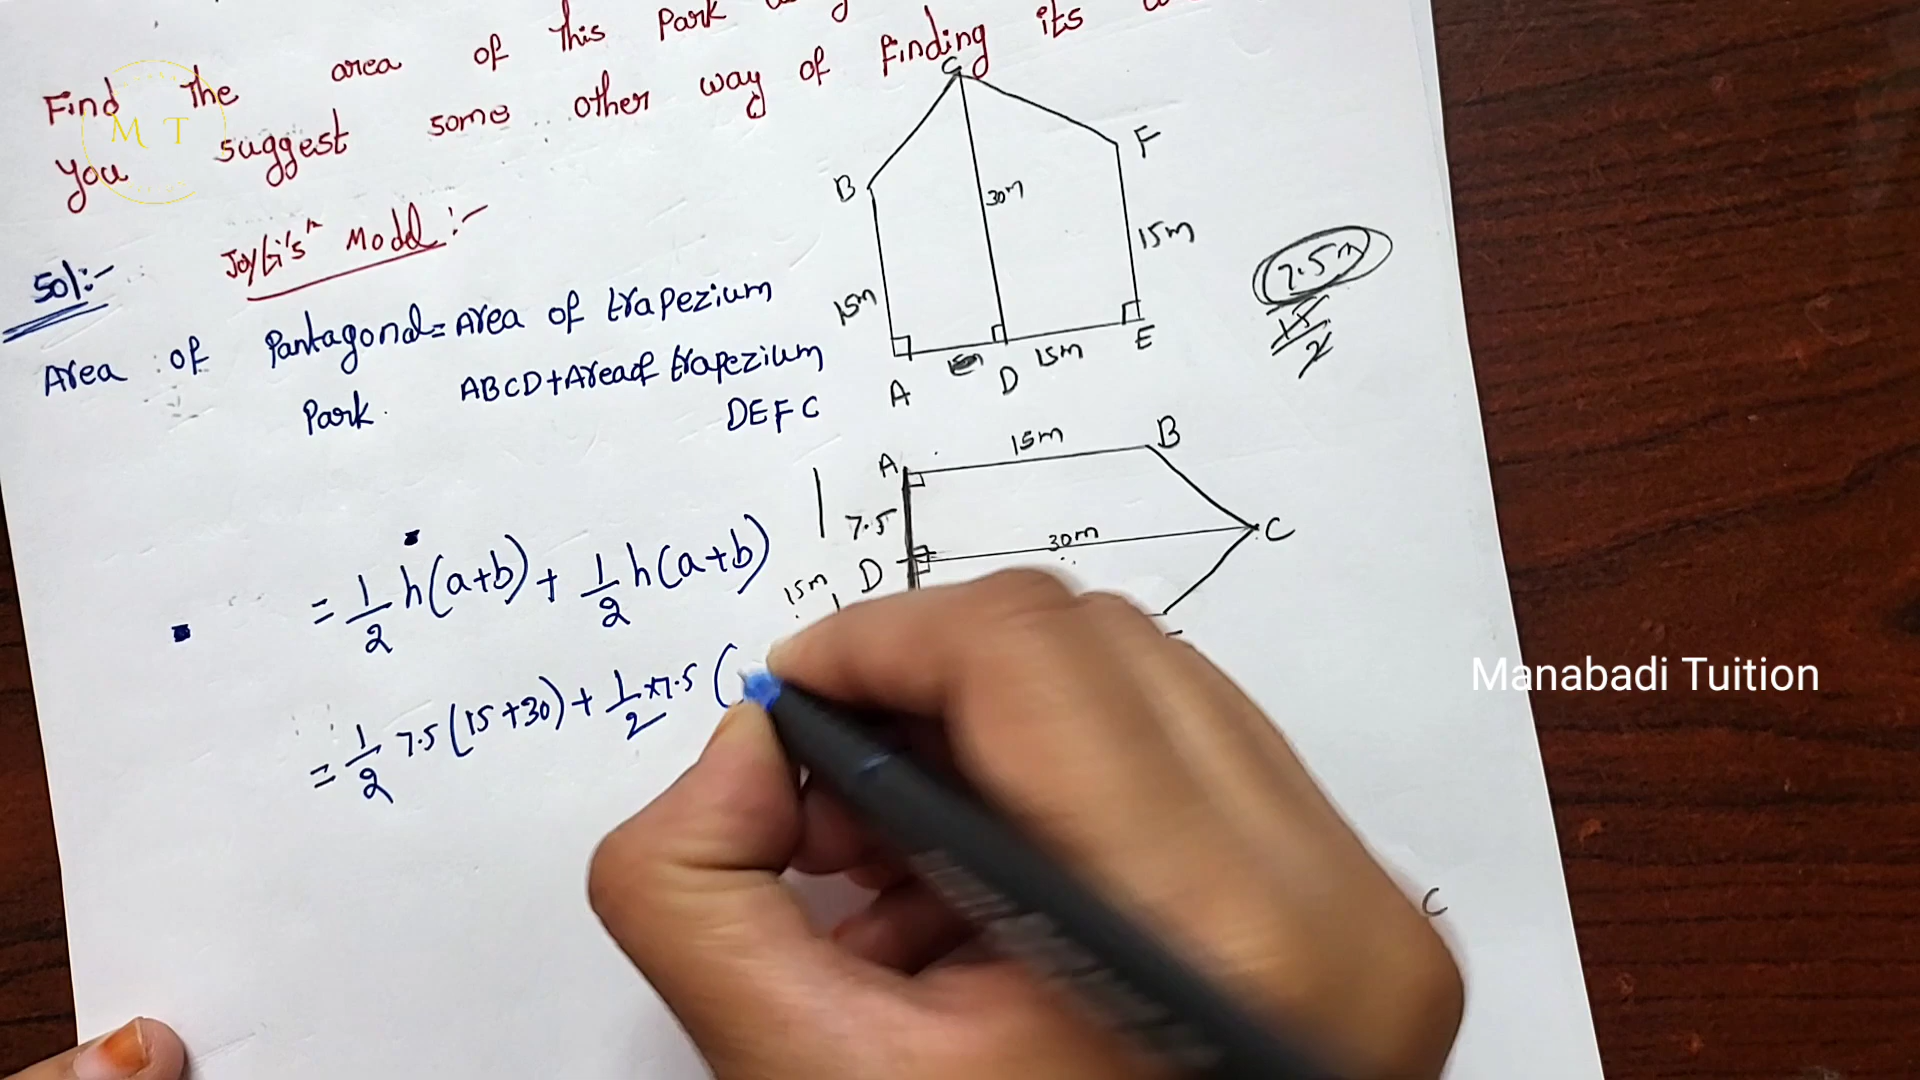 Find the area of this Park
you suggest some other way of finding its
M T
Sol:-
Joyti's Model:-
Area of Pantagond = Area of trapezium
Park. ABCD + Area of trapezium
DEFC
= 1/2 h(a+b) + 1/2 h(a+b)
= 1/2 7.5 (15+30) + 1/2 × 7.5 (
C
B
F
30m
15m
15m
A
D
15m
E
7.5m
15/2
A
15m
B
7.5
D
30m
C
15m
Manabadi Tuition
C